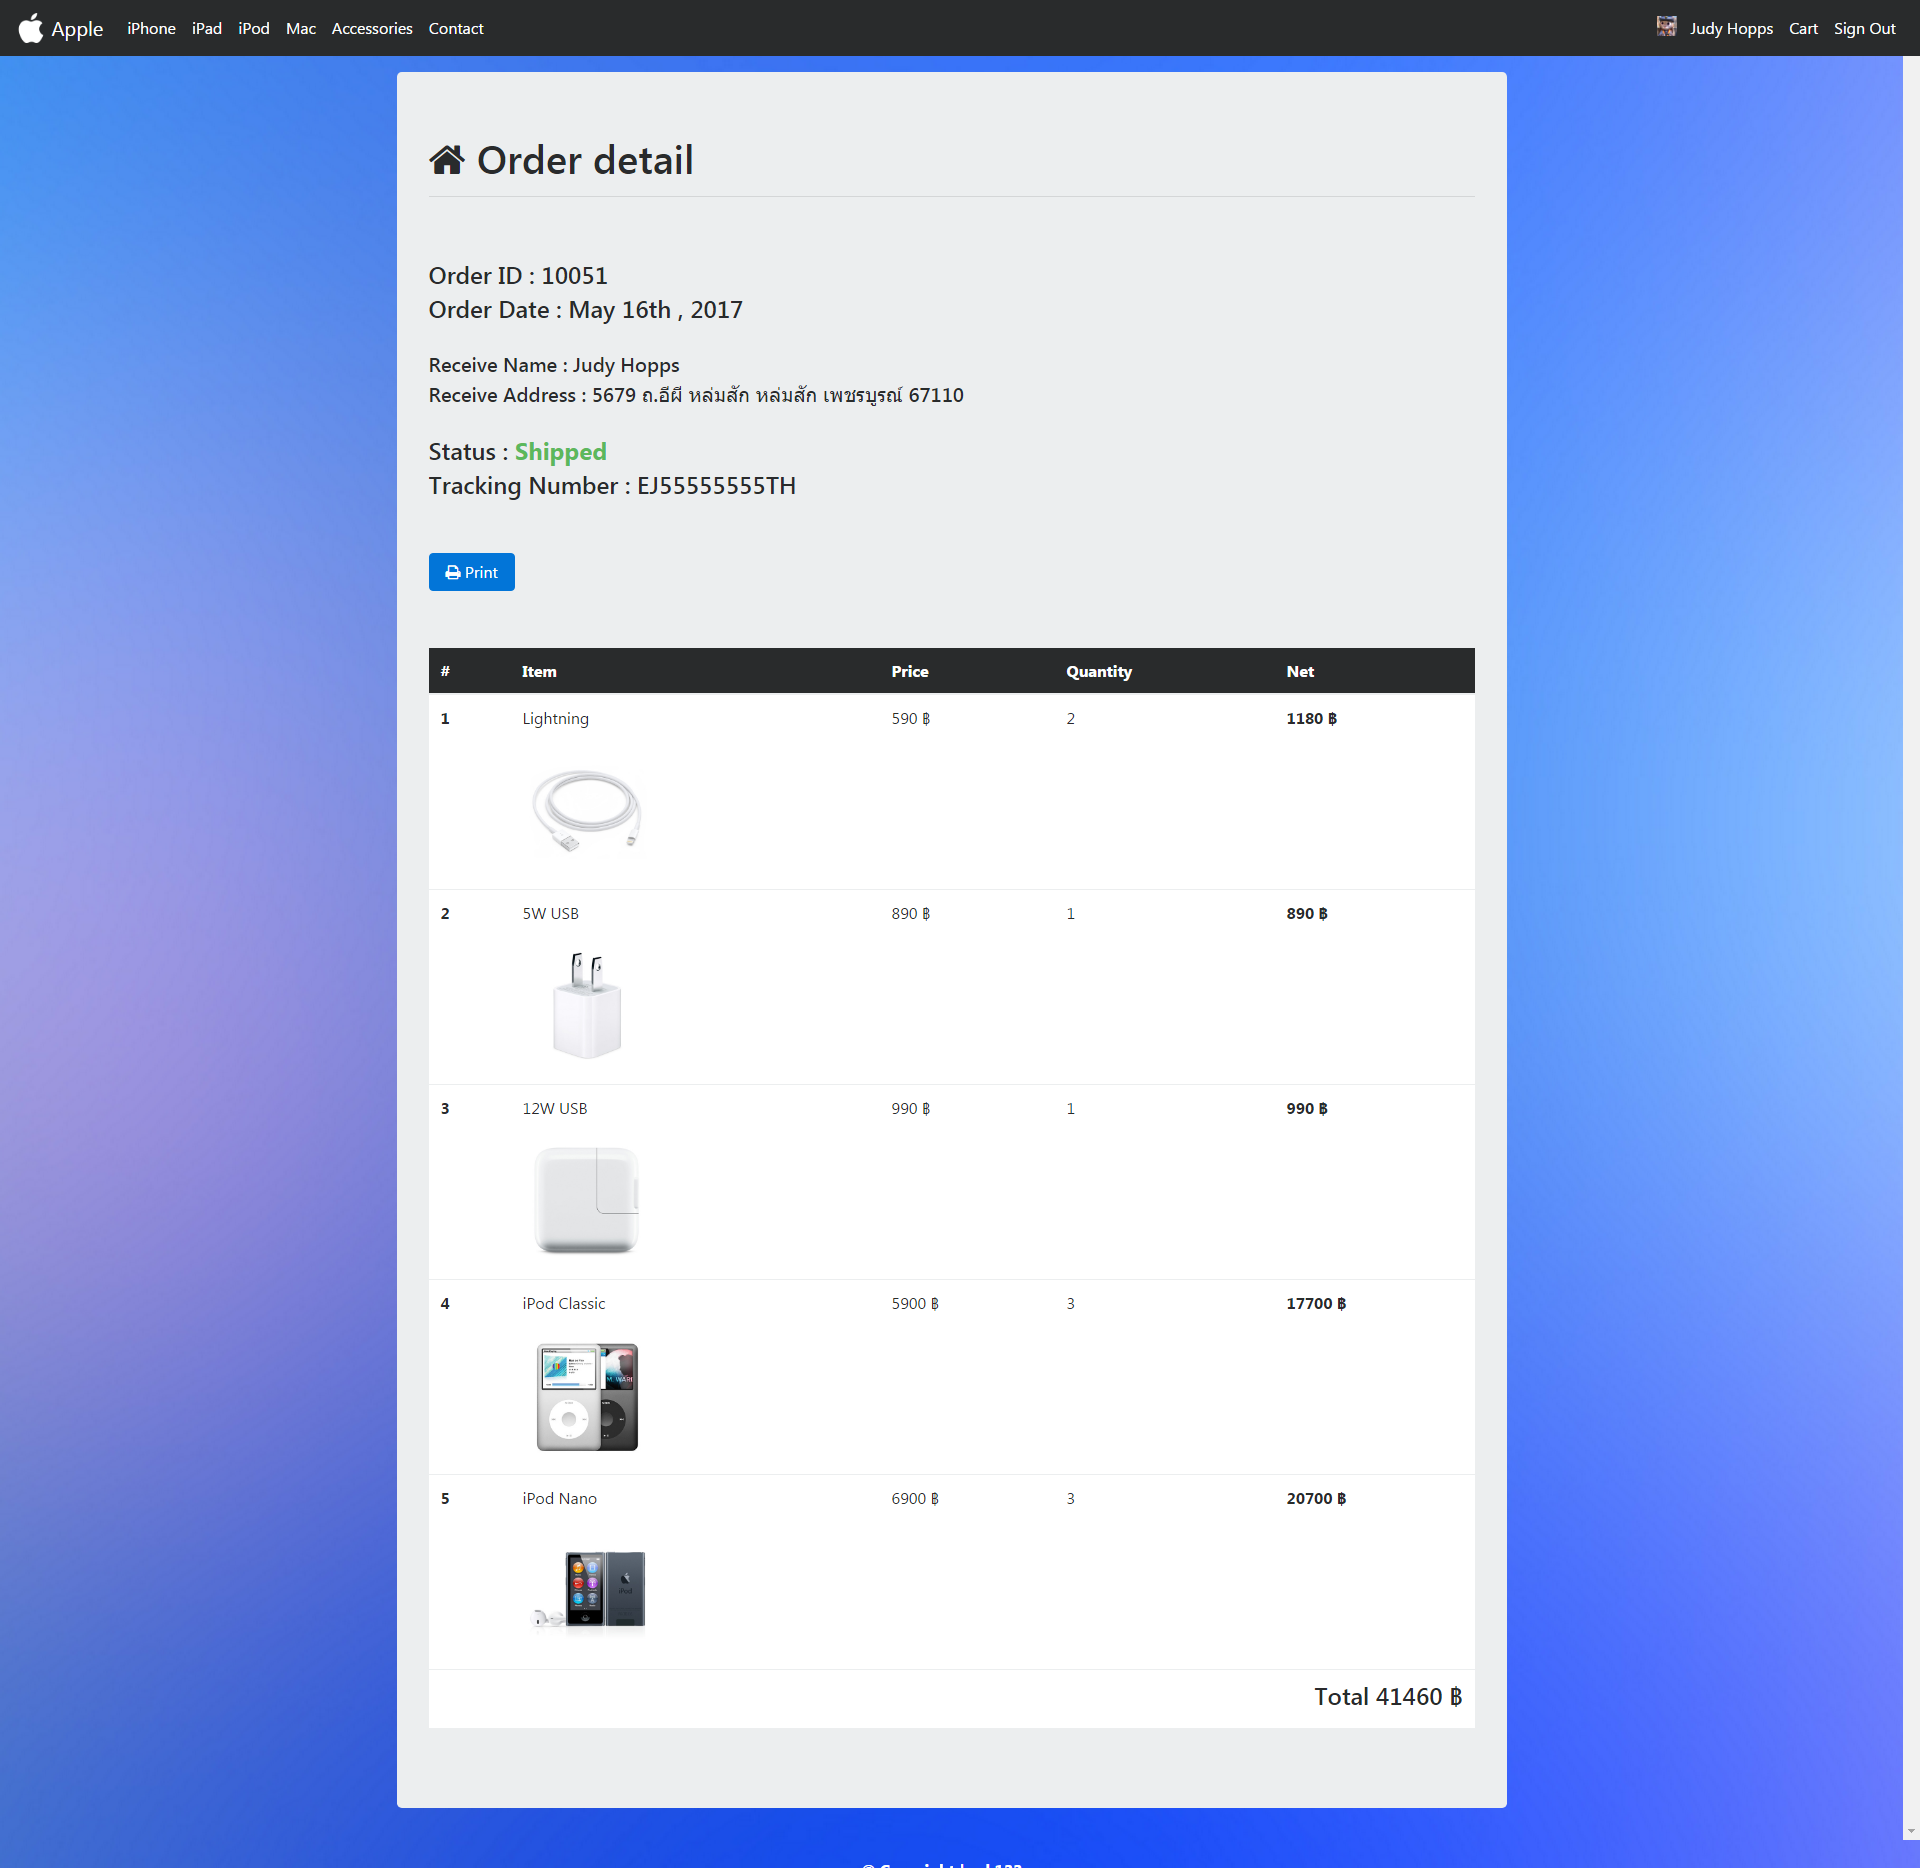 Apple iPhone iPad iPod Mac Accessories Contact Judy Hopps Cart Sign Out
Order detail
Order ID : 10051
Order Date : May 16th , 2017
Receive Name : Judy Hopps
Receive Address : 5679 ถ.อีผี หล่มสัก หล่มสัก เพชรบูรณ์ 67110
Status : Shipped
Tracking Number : EJ55555555TH
Print
# Item Price Quantity Net
1 Lightning 590 ฿ 2 1180 ฿
2 5W USB 890 ฿ 1 890 ฿
3 12W USB 990 ฿ 1 990 ฿
4 iPod Classic 5900 ฿ 3 17700 ฿
5 iPod Nano 6900 ฿ 3 20700 ฿
Total 41460 ฿